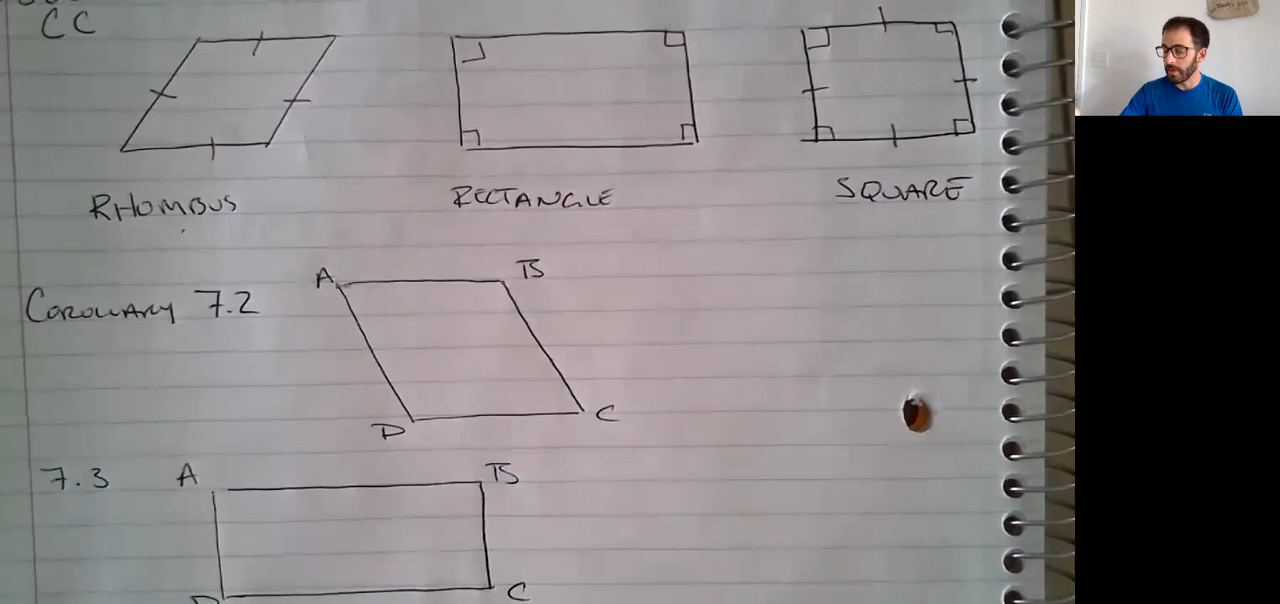 CC
RHOMBUS
RECTANGLE
SQUARE
A B
COROLLARY 7.2
D C
7.3 A B
D C